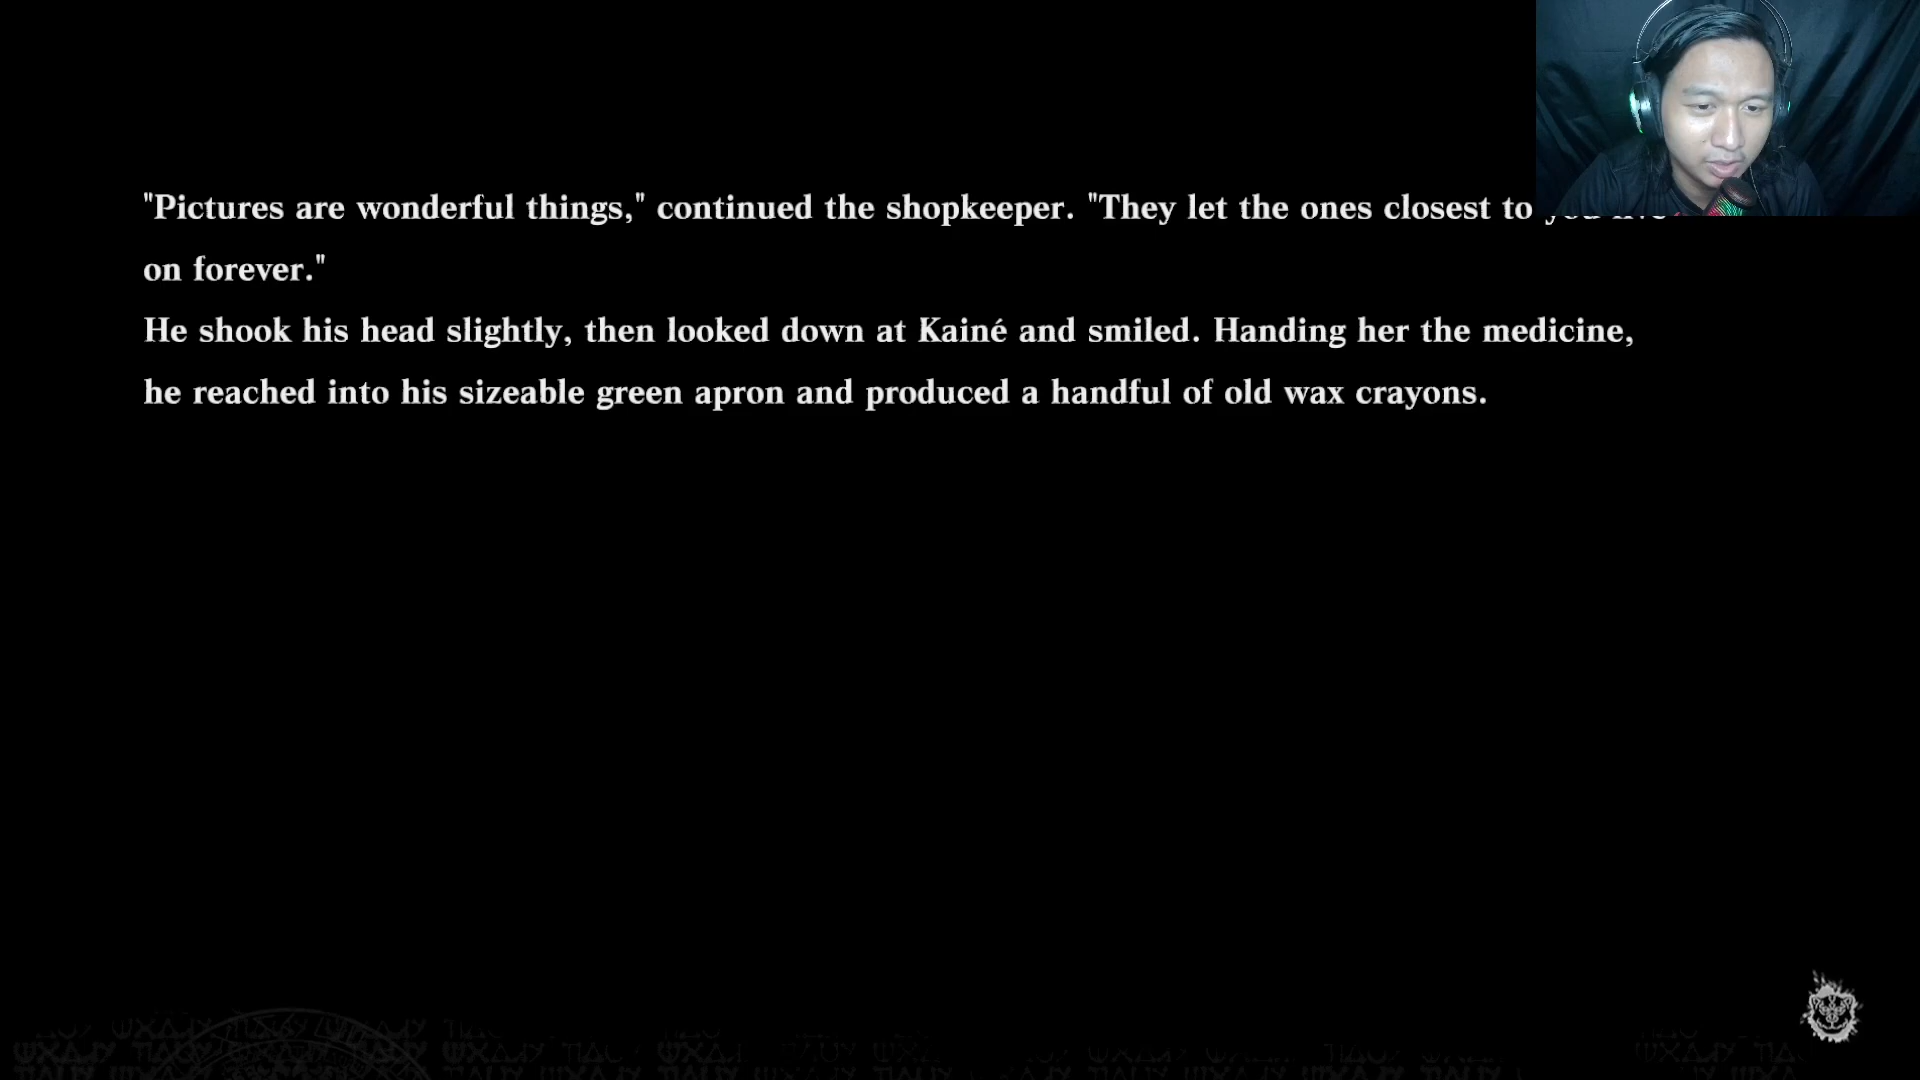 "Pictures are wonderful things," continued the shopkeeper. "They let the ones closest to
on forever."
He shook his head slightly, then looked down at Kainé and smiled. Handing her the medicine,
he reached into his sizeable green apron and produced a handful of old wax crayons.